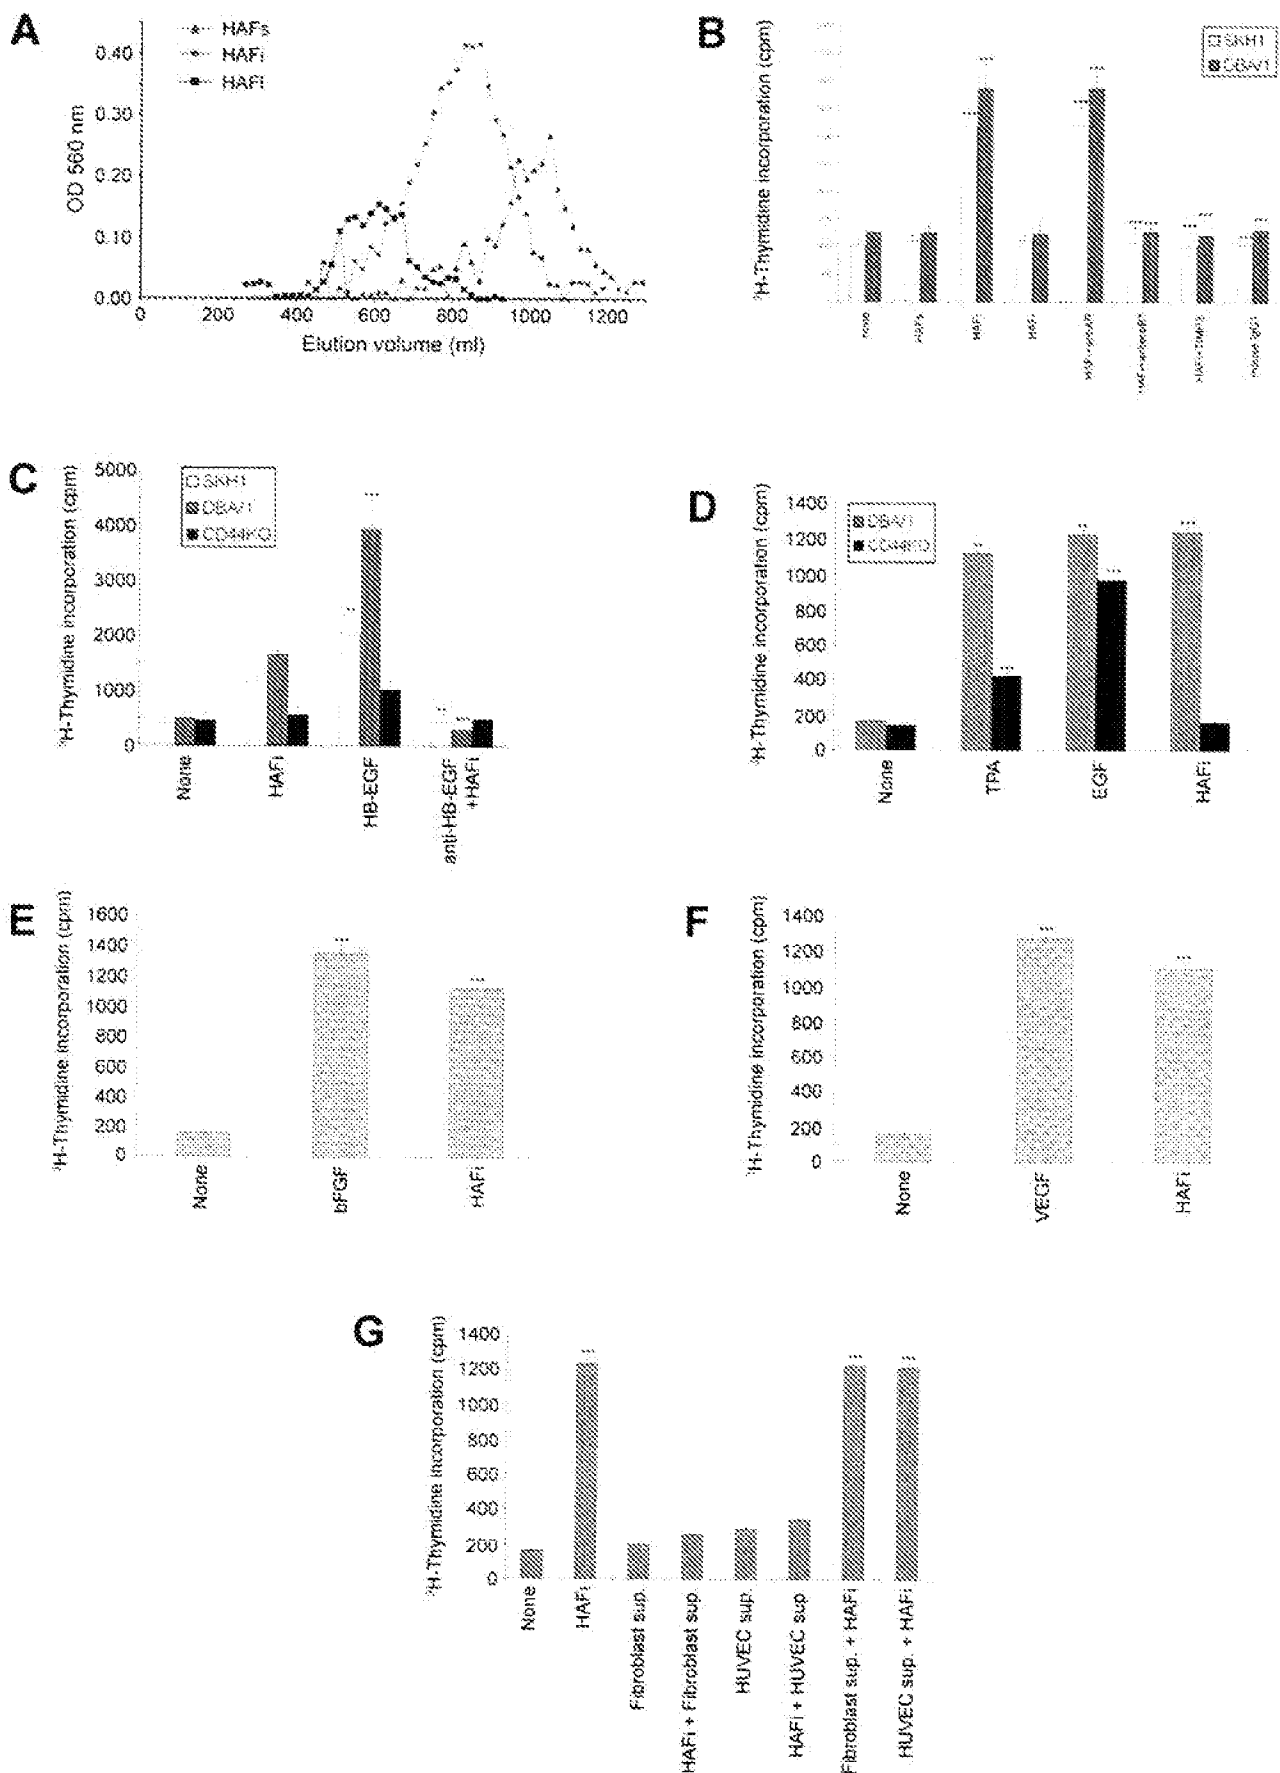 A
HAFs
HAFi
HAFl
0.40
0.30
0.20
0.10
0.00
OD 560 nm
0
200
400
600
800
1000
1200
Elution volume (ml)
B
³H-Thymidine incorporation (cpm)
SKH1
DBA/1
C
³H-Thymidine incorporation (cpm)
5000
4000
3000
2000
1000
0
SKH1
DBA/1
CD44KO
None
HAFi
HB-EGF
anti-HB-EGF
+HAFi
D
³H-Thymidine incorporation (cpm)
1400
1200
1000
800
600
400
200
0
DBA/1
CD44KO
None
TPA
EGF
HAFi
E
³H-Thymidine incorporation (cpm)
1600
1400
1200
1000
800
600
400
200
0
None
bFGF
HAFi
F
³H-Thymidine incorporation (cpm)
1400
1200
1000
800
600
400
200
0
None
VEGF
HAFi
G
³H-Thymidine incorporation (cpm)
1400
1200
1000
800
600
400
200
0
None
HAFi
Fibroblast sup.
HAFi + Fibroblast sup.
HUVEC sup.
HAFi + HUVEC sup
Fibroblast sup. + HAFi
HUVEC sup. + HAFi